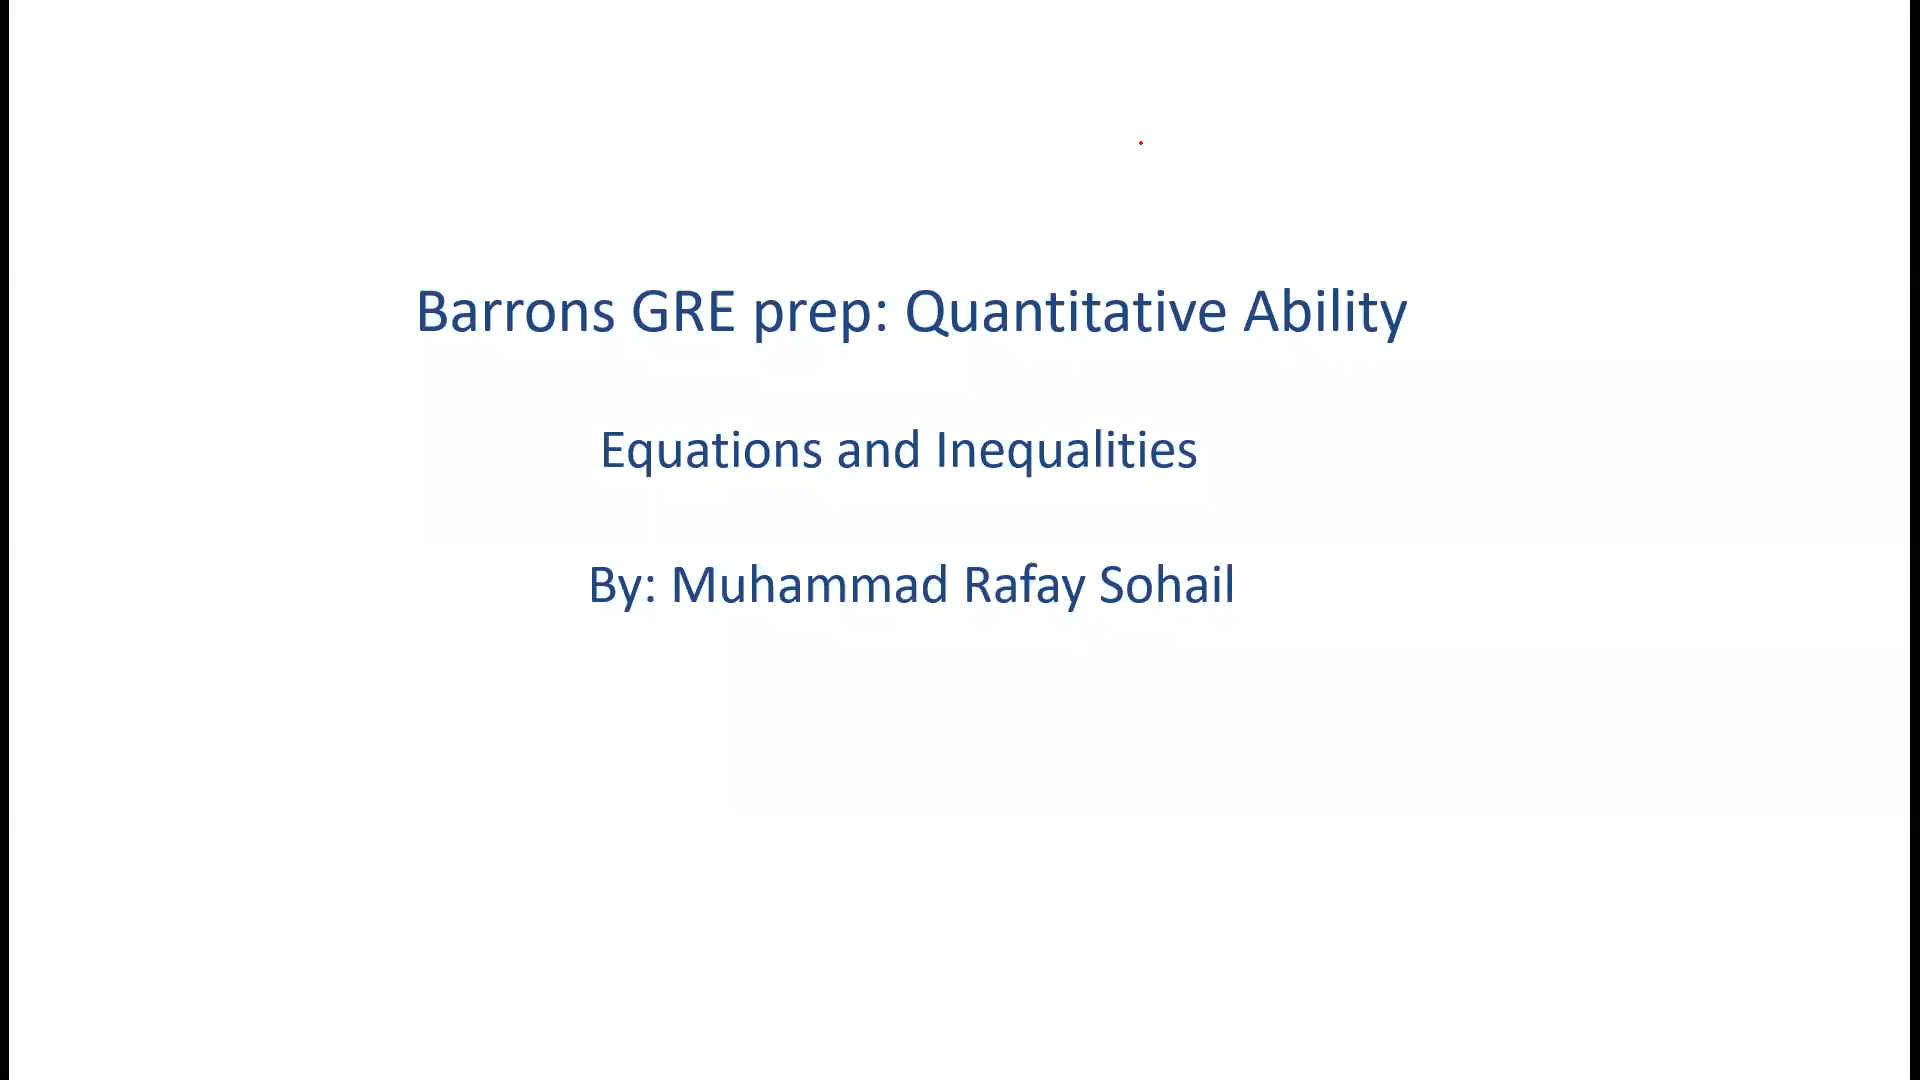 Barrons GRE prep: Quantitative Ability
Equations and Inequalities
By: Muhammad Rafay Sohail